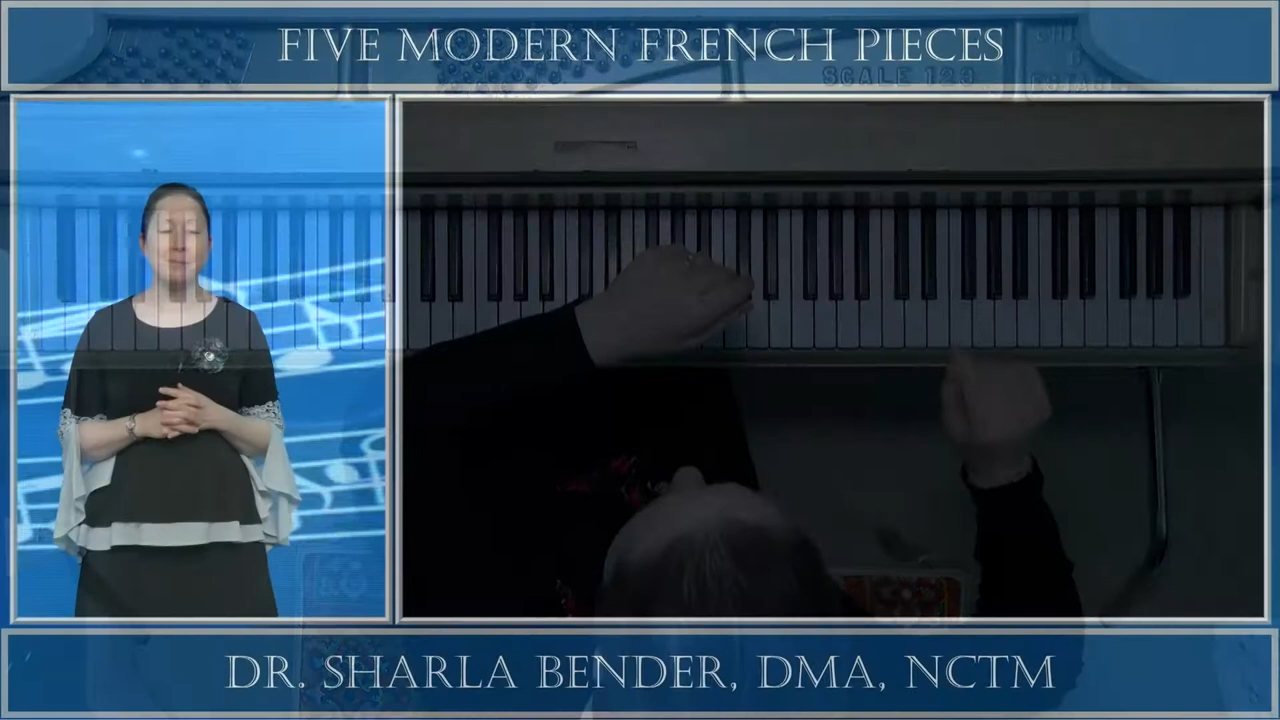 FIVE MODERN FRENCH PIECES
SCALE 123
DR. SHARLA BENDER, DMA, NCTM